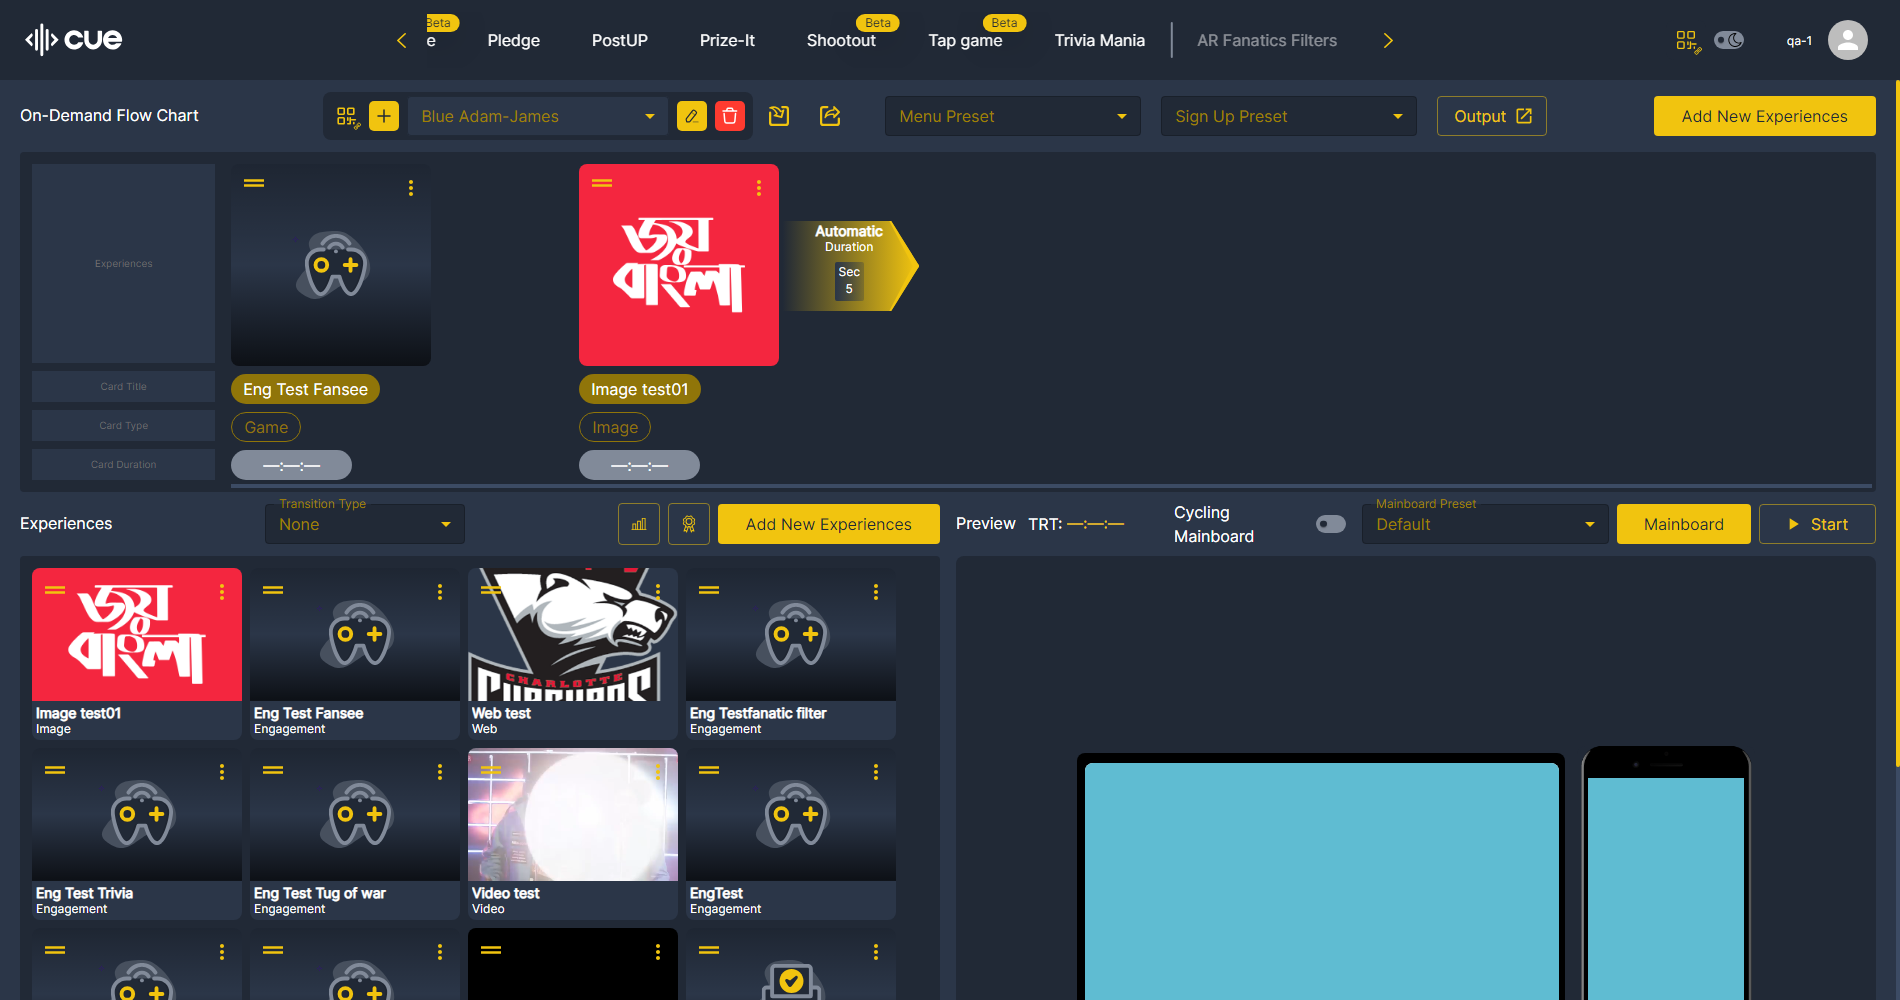 cue
Beta
e
Pledge
PostUP
Prize-It
Beta
Shootout
Beta
Tap game
Trivia Mania
AR Fanatics Filters
qa-1
On-Demand Flow Chart
Blue Adam-James
Menu Preset
Sign Up Preset
Output
Add New Experiences
Experiences
জয়
বাংলা
Automatic
Duration
Sec
5
Card Title
Eng Test Fansee
Image test01
Card Type
Game
Image
Card Duration
—:—:—
—:—:—
Experiences
Transition Type
None
Add New Experiences
Preview
TRT: —:—:—
Cycling
Mainboard
Mainboard Preset
Default
Mainboard
Start
জয়
বাংলা
CHARLOTTE
Image test01
Image
Eng Test Fansee
Engagement
Web test
Web
Eng Testfanatic filter
Engagement
Eng Test Trivia
Engagement
Eng Test Tug of war
Engagement
Video test
Video
EngTest
Engagement